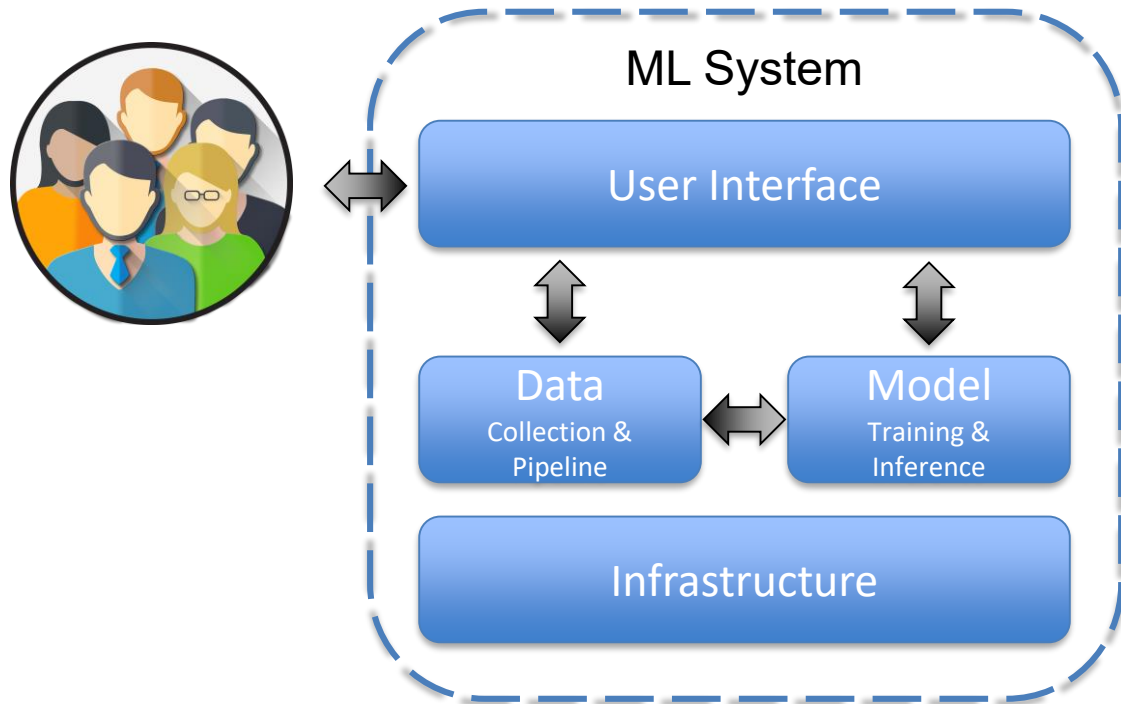 ML System
User Interface
Data
Collection &
Pipeline
Model
Training &
Inference
Infrastructure